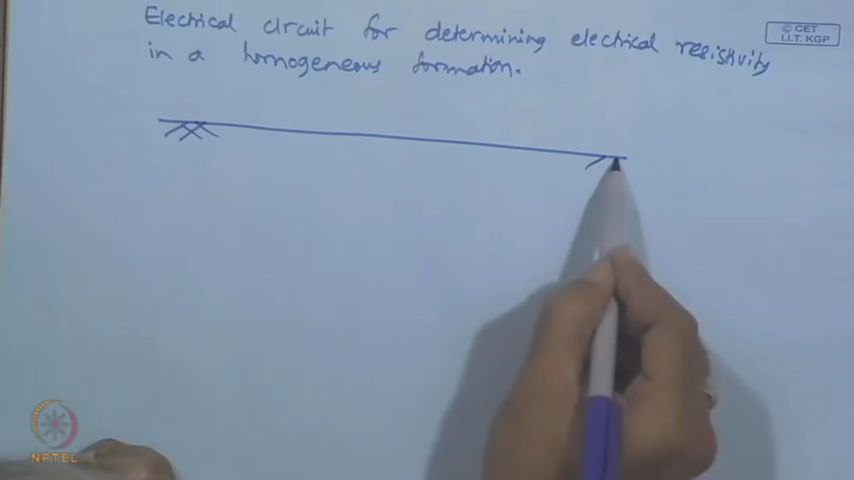 Electrical circuit for determining electrical resistivity
in a homogeneous formation.
© CET
I.I.T. KGP
NPTEL